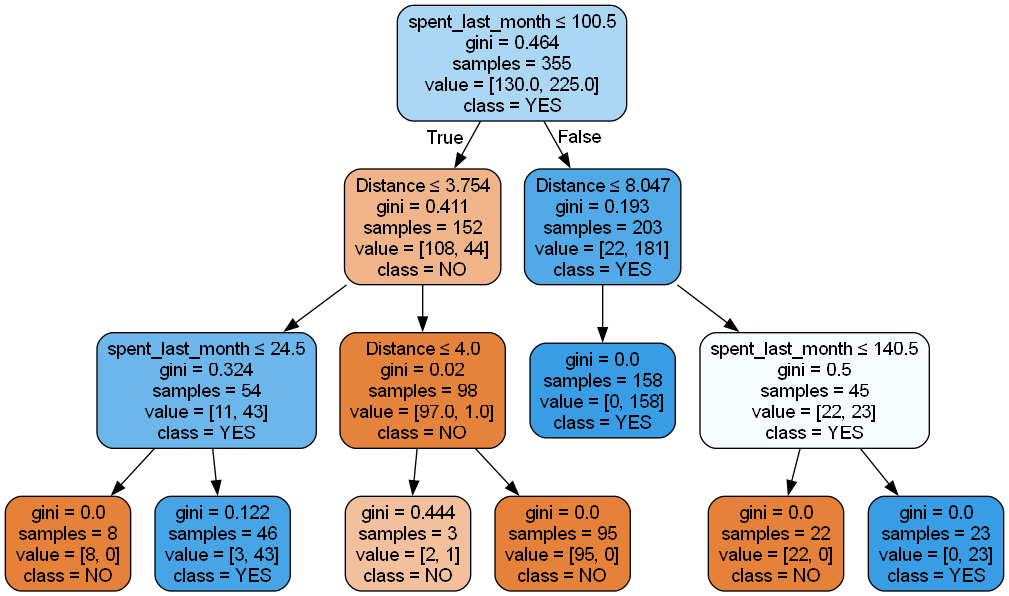 spent_last_month ≤ 100.5
gini = 0.464
samples = 355
value = [130.0, 225.0]
class = YES
True
False
Distance ≤ 3.754
gini = 0.411
samples = 152
value = [108, 44]
class = NO
Distance ≤ 8.047
gini = 0.193
samples = 203
value = [22, 181]
class = YES
spent_last_month ≤ 24.5
gini = 0.324
samples = 54
value = [11, 43]
class = YES
Distance ≤ 4.0
gini = 0.02
samples = 98
value = [97.0, 1.0]
class = NO
gini = 0.0
samples = 158
value = [0, 158]
class = YES
spent_last_month ≤ 140.5
gini = 0.5
samples = 45
value = [22, 23]
class = YES
gini = 0.0
samples = 8
value = [8, 0]
class = NO
gini = 0.122
samples = 46
value = [3, 43]
class = YES
gini = 0.444
samples = 3
value = [2, 1]
class = NO
gini = 0.0
samples = 95
value = [95, 0]
class = NO
gini = 0.0
samples = 22
value = [22, 0]
class = NO
gini = 0.0
samples = 23
value = [0, 23]
class = YES